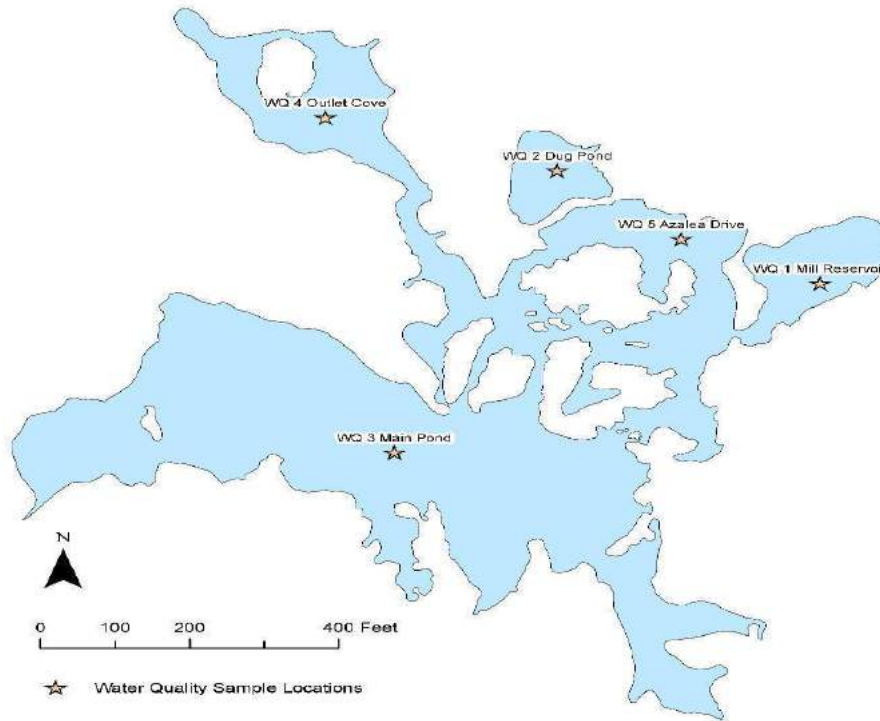 WQ 4 Outlet Cove
WQ 2 Dug Pond
WQ 5 Azalea Drive
WQ 1 Mill Reservoir
WQ 3 Main Pond
N
0 100 200 400 Feet
Water Quality Sample Locations